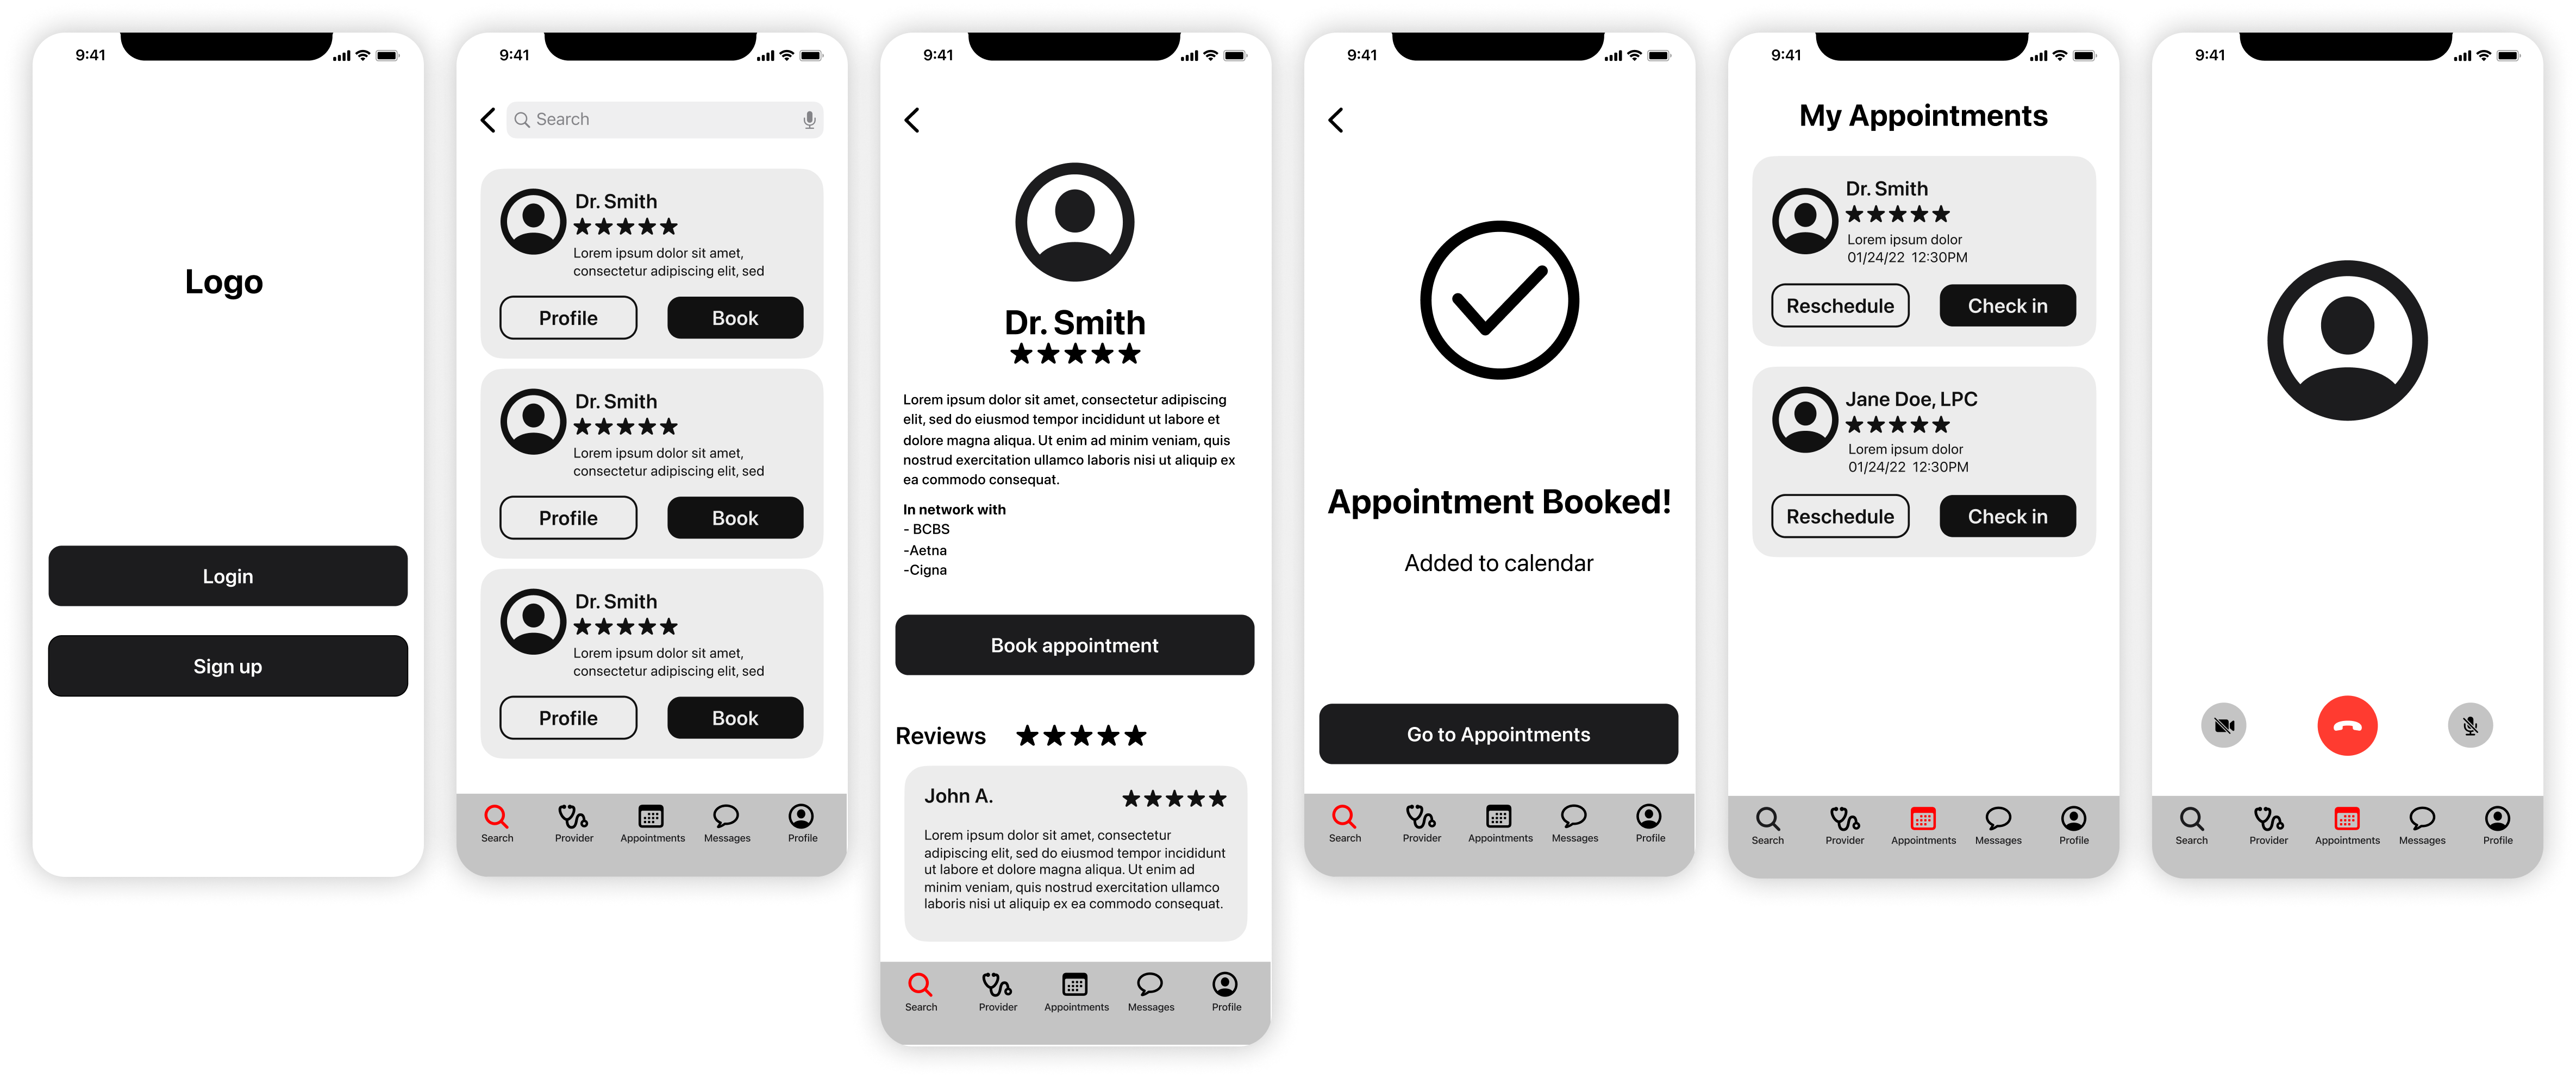 9:41
Logo
Login
Sign up
9:41
Search
Dr. Smith
Lorem ipsum dolor sit amet,
consectetur adipiscing elit, sed
Profile
Book
Dr. Smith
Lorem ipsum dolor sit amet,
consectetur adipiscing elit, sed
Profile
Book
Dr. Smith
Lorem ipsum dolor sit amet,
consectetur adipiscing elit, sed
Profile
Book
Search
Provider
Appointments
Messages
Profile
9:41
Dr. Smith
Lorem ipsum dolor sit amet, consectetur adipiscing
elit, sed do eiusmod tempor incididunt ut labore et
dolore magna aliqua. Ut enim ad minim veniam, quis
nostrud exercitation ullamco laboris nisi ut aliquip ex
ea commodo consequat.
In network with
- BCBS
-Aetna
-Cigna
Book appointment
Reviews
John A.
Lorem ipsum dolor sit amet, consectetur
adipiscing elit, sed do eiusmod tempor incididunt
ut labore et dolore magna aliqua. Ut enim ad
minim veniam, quis nostrud exercitation ullamco
laboris nisi ut aliquip ex ea commodo consequat.
Search
Provider
Appointments
Messages
Profile
9:41
Appointment Booked!
Added to calendar
Go to Appointments
Search
Provider
Appointments
Messages
Profile
9:41
My Appointments
Dr. Smith
Lorem ipsum dolor
01/24/22 12:30PM
Reschedule
Check in
Jane Doe, LPC
Lorem ipsum dolor
01/24/22 12:30PM
Reschedule
Check in
Search
Provider
Appointments
Messages
Profile
9:41
Search
Provider
Appointments
Messages
Profile